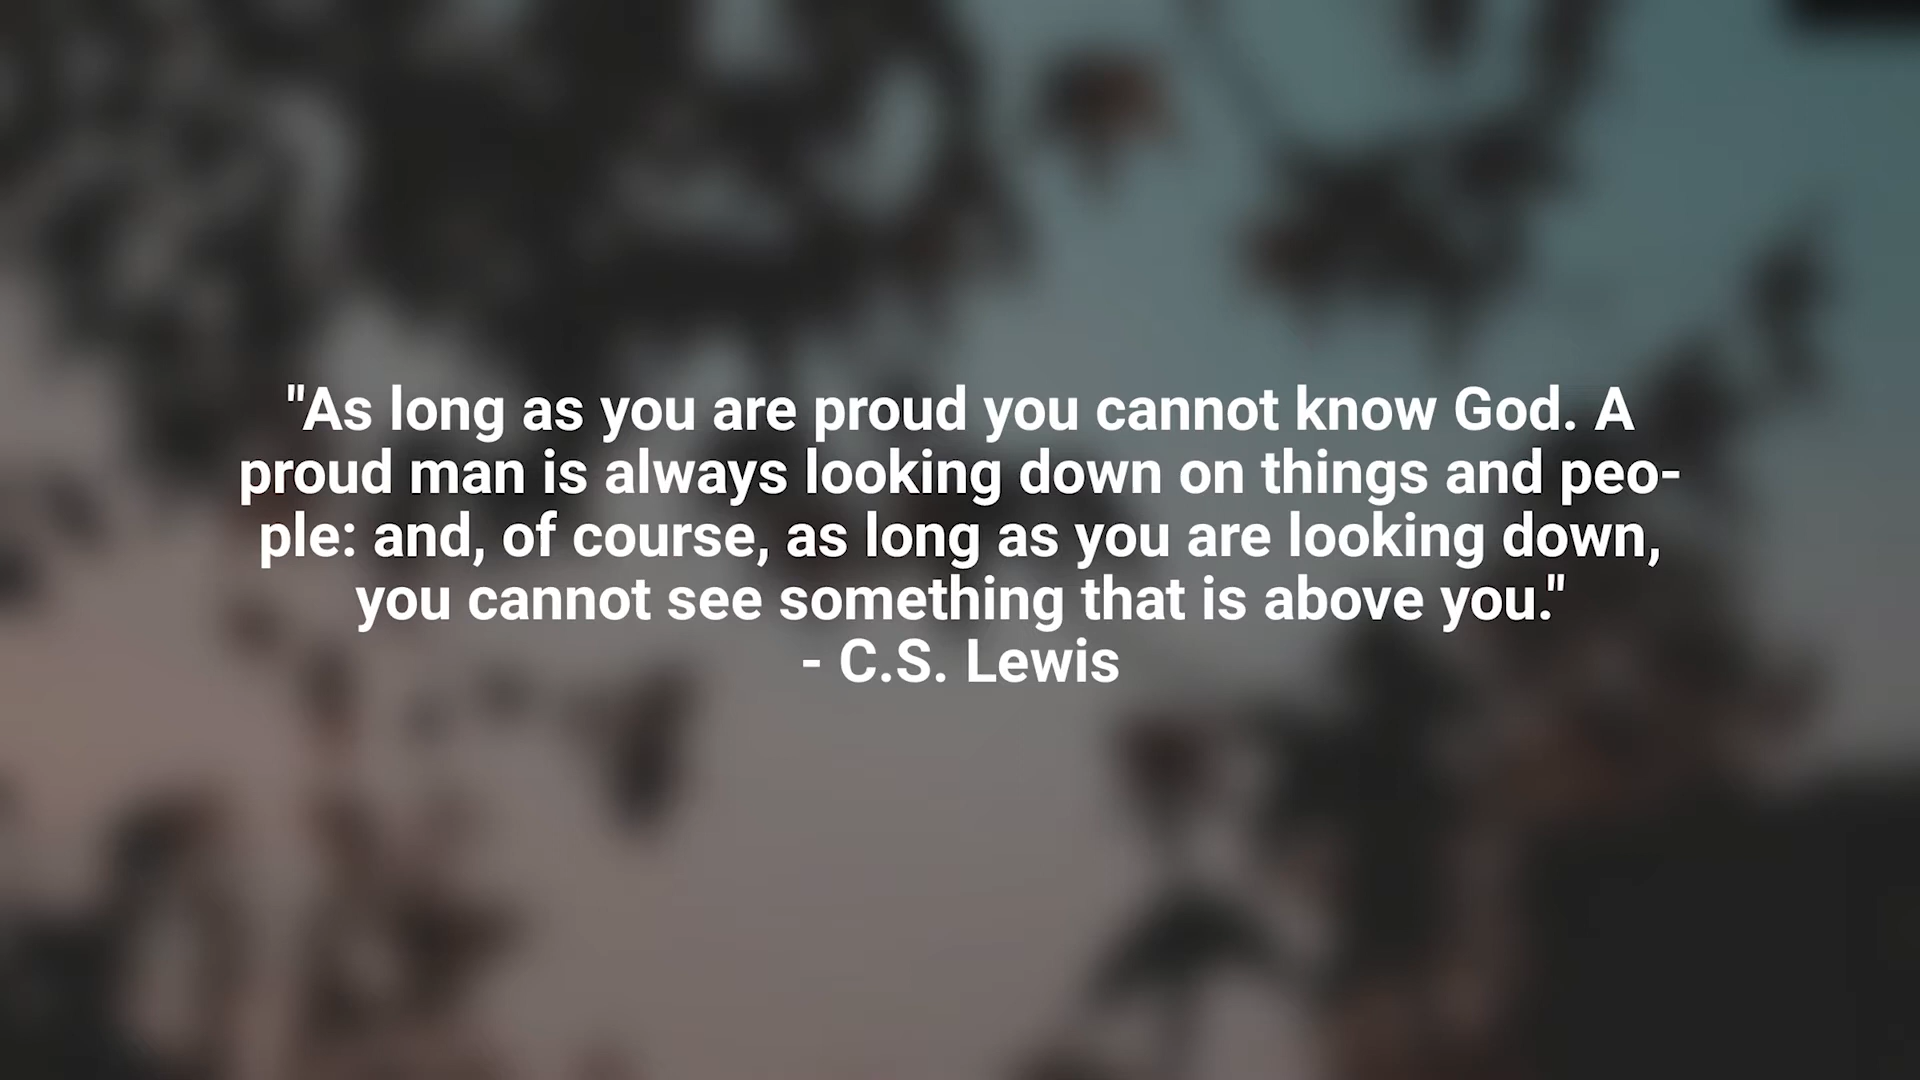 "As long as you are proud you cannot know God. A
proud man is always looking down on things and peo-
ple: and, of course, as long as you are looking down,
you cannot see something that is above you."
- C.S. Lewis